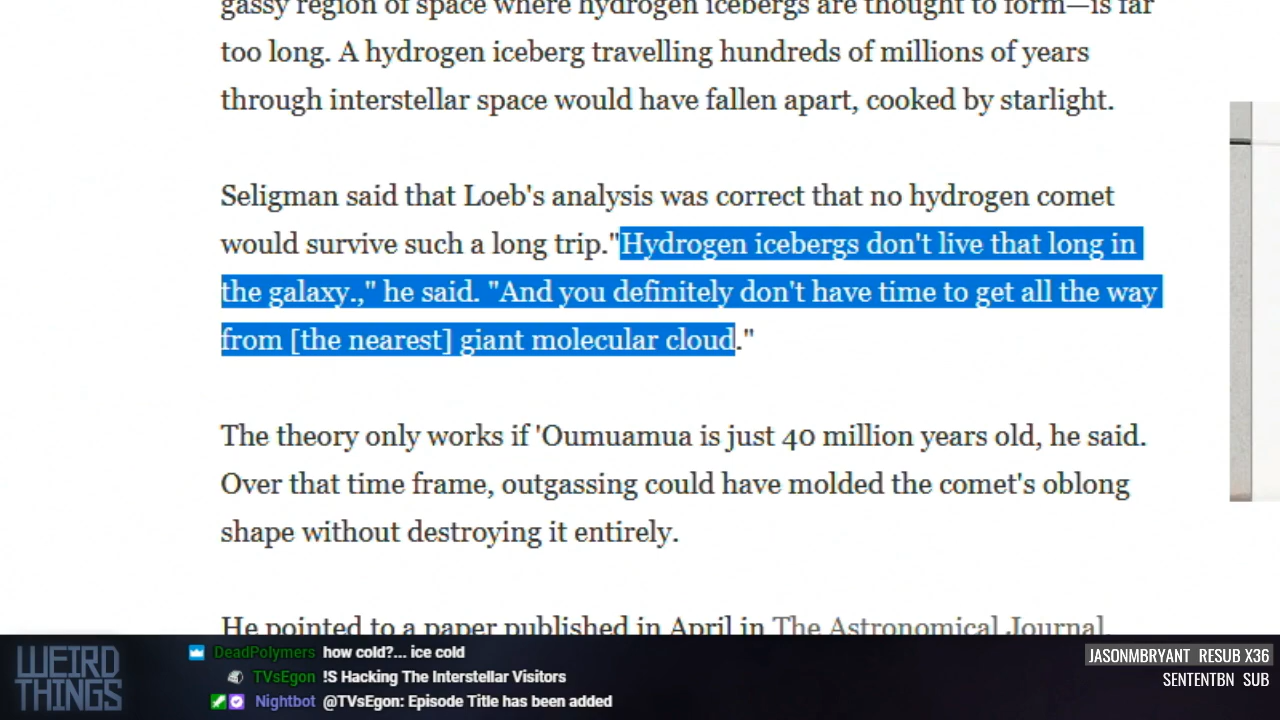 gassy region of space where hydrogen icebergs are thought to form—is far
too long. A hydrogen iceberg travelling hundreds of millions of years
through interstellar space would have fallen apart, cooked by starlight.
Seligman said that Loeb's analysis was correct that no hydrogen comet
would survive such a long trip."Hydrogen icebergs don't live that long in
the galaxy.," he said. "And you definitely don't have time to get all the way
from [the nearest] giant molecular cloud."
The theory only works if 'Oumuamua is just 40 million years old, he said.
Over that time frame, outgassing could have molded the comet's oblong
shape without destroying it entirely.
He pointed to a paper published in April in The Astronomical Journal,
WEIRD
THINGS
DeadPolymers how cold?... ice cold
TVsEgon !S Hacking The Interstellar Visitors
Nightbot @TVsEgon: Episode Title has been added
JASONMBRYANT RESUB X36
SENTENTBN SUB